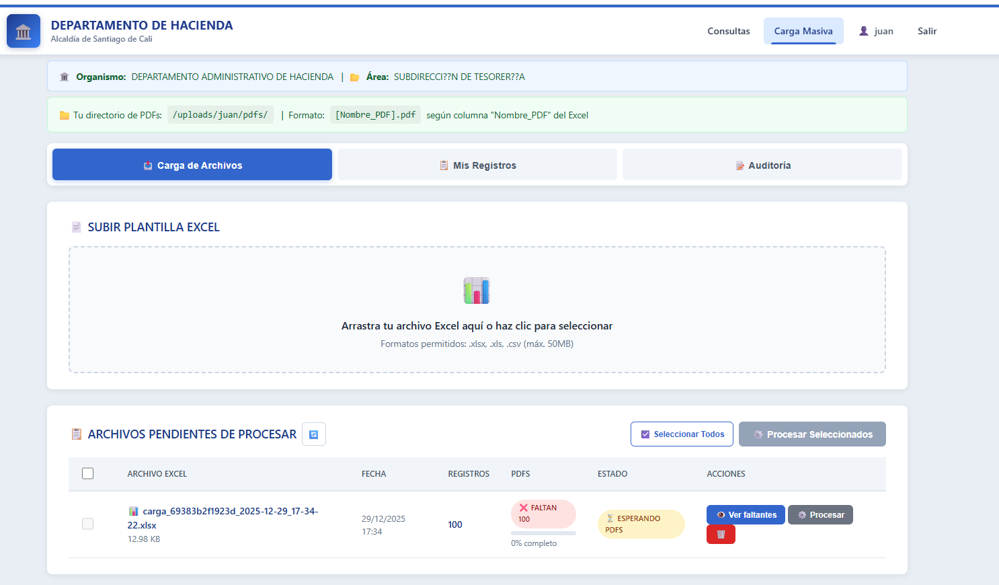 DEPARTAMENTO DE HACIENDA
Alcaldía de Santiago de Cali
Consultas
Carga Masiva
juan
Salir
Organismo: DEPARTAMENTO ADMINISTRATIVO DE HACIENDA | Área: SUBDIRECCI??N DE TESORER??A
Tu directorio de PDFs: /uploads/juan/pdfs/ | Formato: [Nombre_PDF].pdf según columna "Nombre_PDF" del Excel
Carga de Archivos
Mis Registros
Auditoría
SUBIR PLANTILLA EXCEL
Arrastra tu archivo Excel aquí o haz clic para seleccionar
Formatos permitidos: .xlsx, .xls, .csv (máx. 50MB)
ARCHIVOS PENDIENTES DE PROCESAR
Seleccionar Todos
Procesar Seleccionados
ARCHIVO EXCEL
FECHA
REGISTROS
PDFS
ESTADO
ACCIONES
carga_69383b2f1923d_2025-12-29_17-34-
22.xlsx
12.98 KB
29/12/2025
17:34
100
FALTAN
100
0% completo
ESPERANDO
PDFS
Ver faltantes
Procesar